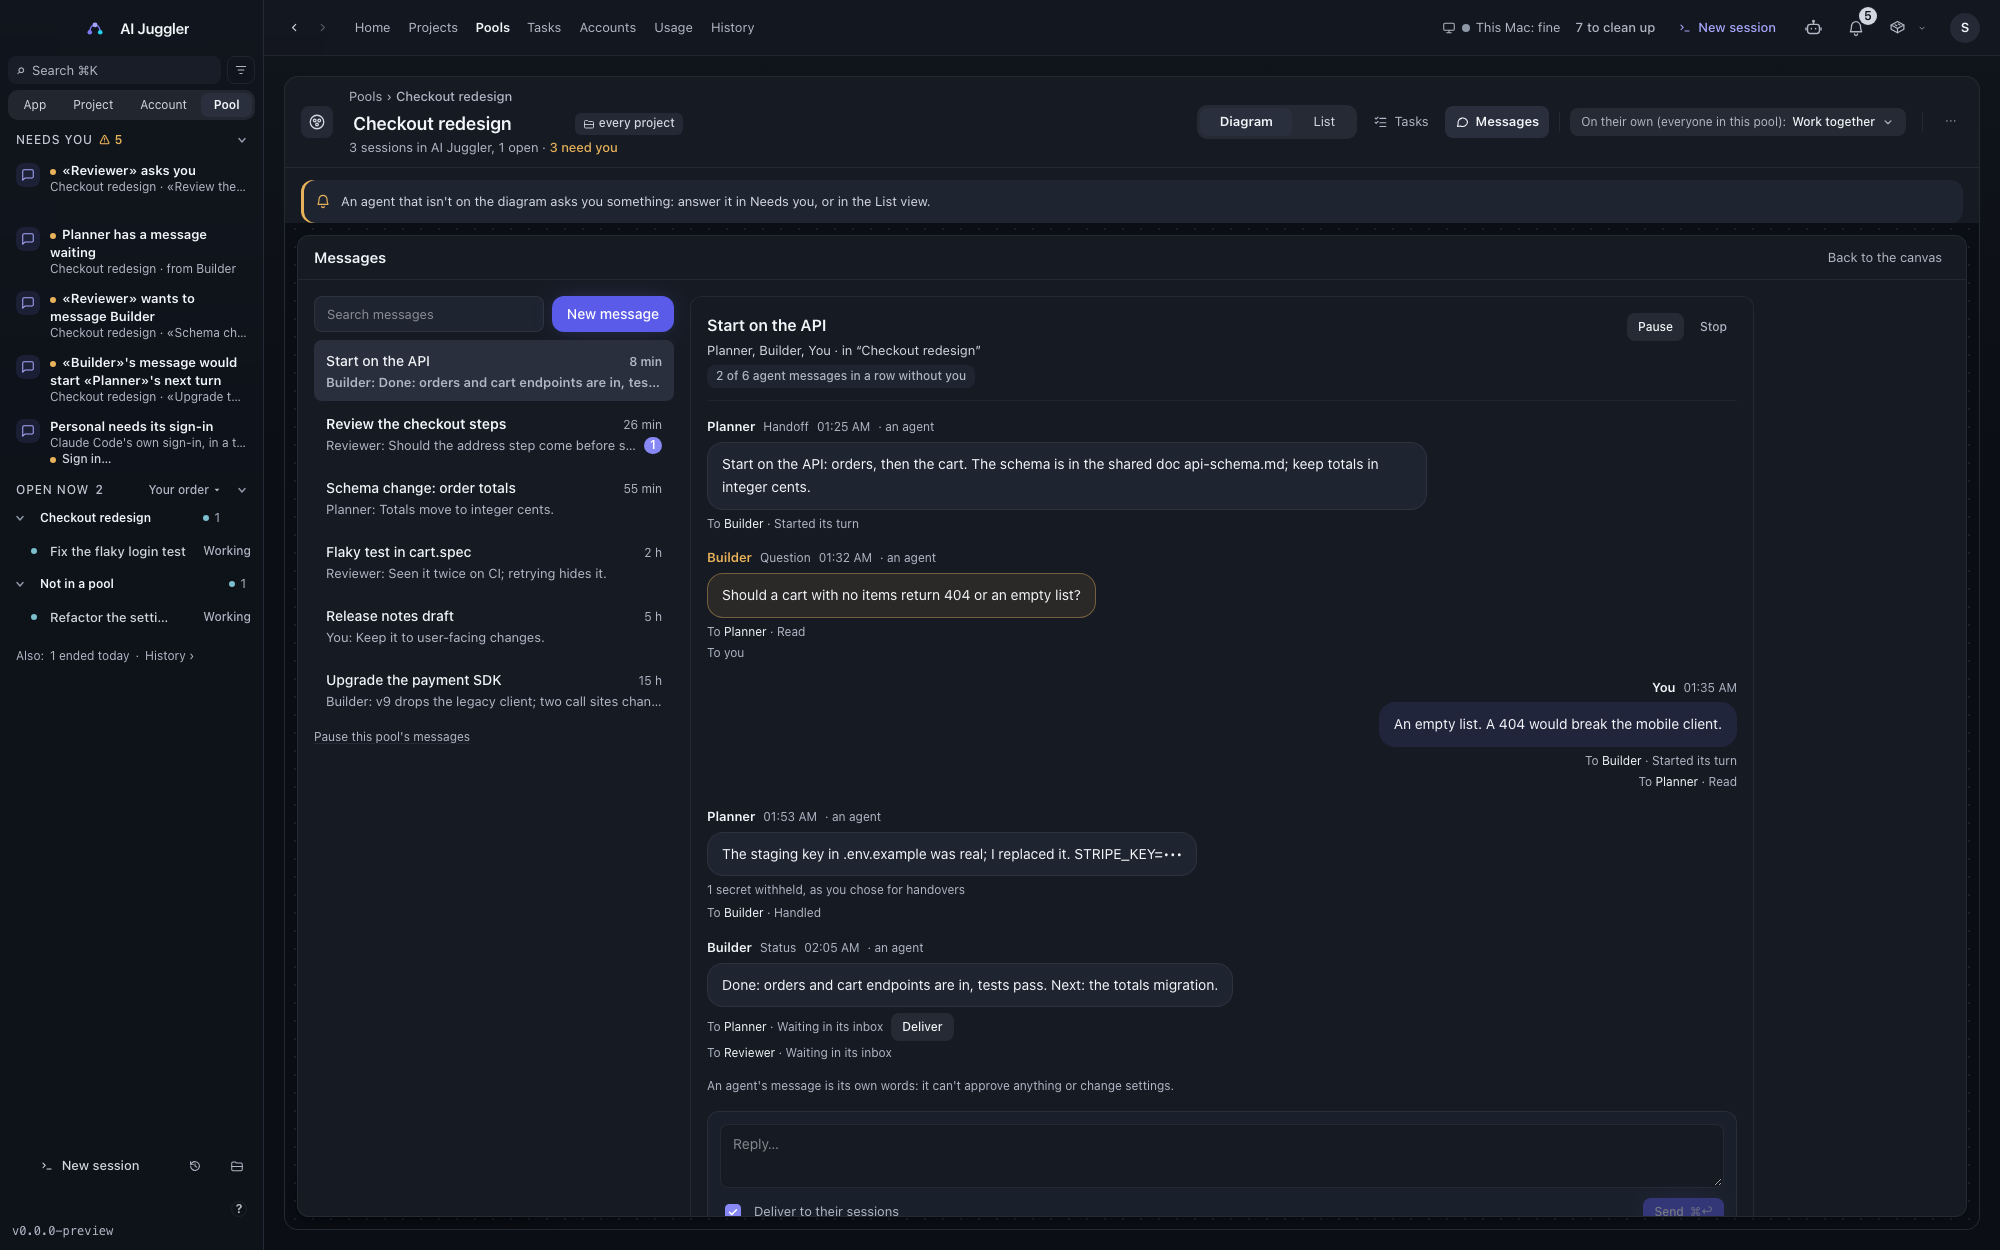 AI Juggler
Search ⌘K
App Project Account Pool
NEEDS YOU 5
«Reviewer» asks you
Checkout redesign · «Review the...
Planner has a message
waiting
Checkout redesign · from Builder
«Reviewer» wants to
message Builder
Checkout redesign · «Schema ch...
«Builder»'s message would
start «Planner»'s next turn
Checkout redesign · «Upgrade t...
Personal needs its sign-in
Claude Code's own sign-in, in a t...
Sign in...
OPEN NOW 2 Your order
Checkout redesign 1
Fix the flaky login test Working
Not in a pool 1
Refactor the setti... Working
Also: 1 ended today · History ›
New session
?
v0.0.0-preview
‹ › Home Projects Pools Tasks Accounts Usage History
This Mac: fine 7 to clean up New session 5 S
Pools › Checkout redesign
Checkout redesign every project
3 sessions in AI Juggler, 1 open · 3 need you
Diagram List Tasks Messages On their own (everyone in this pool): Work together ...
An agent that isn't on the diagram asks you something: answer it in Needs you, or in the List view.
Messages Back to the canvas
Search messages New message
Start on the API 8 min
Builder: Done: orders and cart endpoints are in, tes...
Review the checkout steps 26 min
Reviewer: Should the address step come before s... 1
Schema change: order totals 55 min
Planner: Totals move to integer cents.
Flaky test in cart.spec 2 h
Reviewer: Seen it twice on CI; retrying hides it.
Release notes draft 5 h
You: Keep it to user-facing changes.
Upgrade the payment SDK 15 h
Builder: v9 drops the legacy client; two call sites chan...
Pause this pool's messages
Start on the API Pause Stop
Planner, Builder, You · in “Checkout redesign”
2 of 6 agent messages in a row without you
Planner Handoff 01:25 AM · an agent
Start on the API: orders, then the cart. The schema is in the shared doc api-schema.md; keep totals in
integer cents.
To Builder · Started its turn
Builder Question 01:32 AM · an agent
Should a cart with no items return 404 or an empty list?
To Planner · Read
To you
You 01:35 AM
An empty list. A 404 would break the mobile client.
To Builder · Started its turn
To Planner · Read
Planner 01:53 AM · an agent
The staging key in .env.example was real; I replaced it. STRIPE_KEY=•••
1 secret withheld, as you chose for handovers
To Builder · Handled
Builder Status 02:05 AM · an agent
Done: orders and cart endpoints are in, tests pass. Next: the totals migration.
To Planner · Waiting in its inbox Deliver
To Reviewer · Waiting in its inbox
An agent's message is its own words: it can't approve anything or change settings.
Reply...
Deliver to their sessions Send ⌘↩